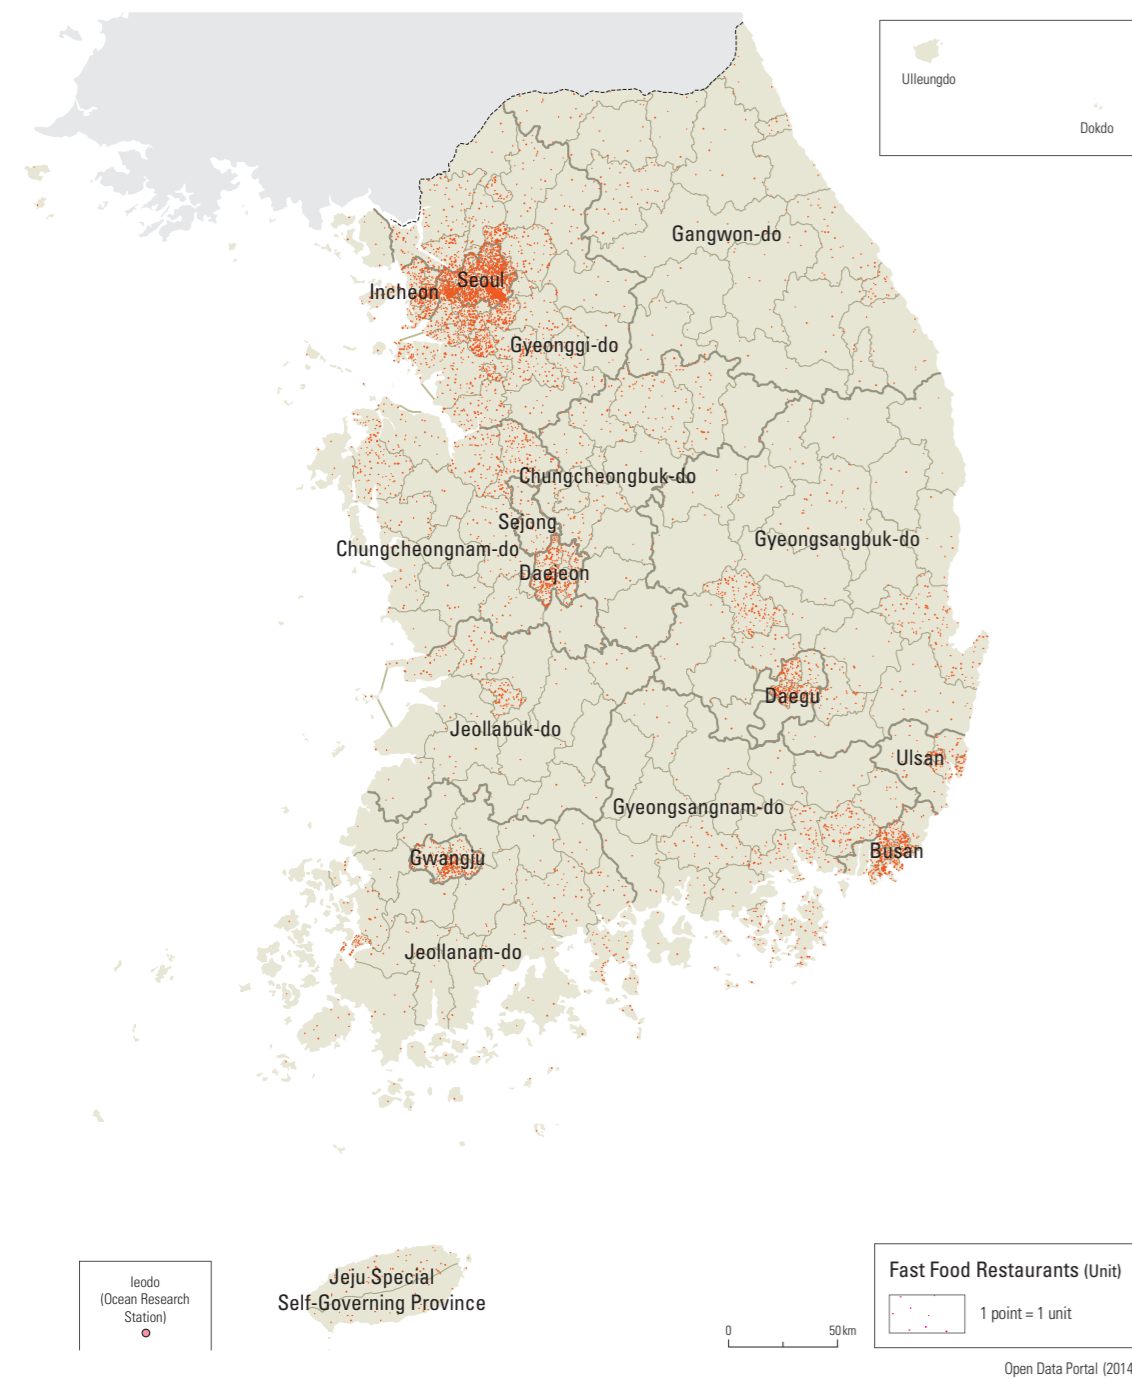 Ulleungdo
Dokdo
Gangwon-do
Seoul
Incheon
Gyeonggi-do
Chungcheongbuk-do
Sejong
Gyeongsangbuk-do
Chungcheongnam-do
Daejeon
Daegu
Jeollabuk-do
Ulsan
Gyeongsangnam-do
Busan
Gwangju
Jeollanam-do
Jeju Special
Self-Governing Province
Ieodo
(Ocean Research
Station)
0 50km
Fast Food Restaurants (Unit)
1 point = 1 unit
Open Data Portal (2014